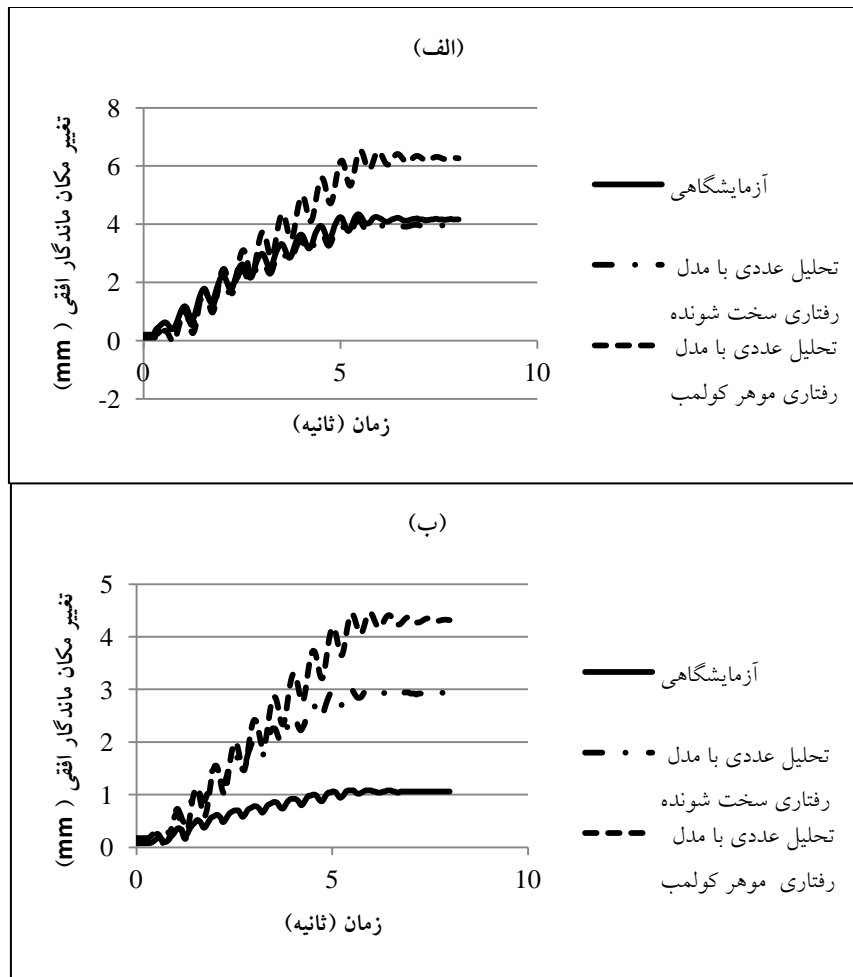 (الف)
تغییر مکان ماندگار افقی ( mm)
8
6
4
2
0
-2
0
5
10
زمان (ثانیه)
آزمایشگاهی
تحلیل عددی با مدل
رفتاری سخت شونده
تحلیل عددی با مدل
رفتاری موهر کولمب
(ب)
تغییر مکان ماندگار افقی ( mm)
5
4
3
2
1
0
0
5
10
زمان (ثانیه)
آزمایشگاهی
تحلیل عددی با مدل
رفتاری سخت شونده
تحلیل عددی با مدل
رفتاری موهر کولمب